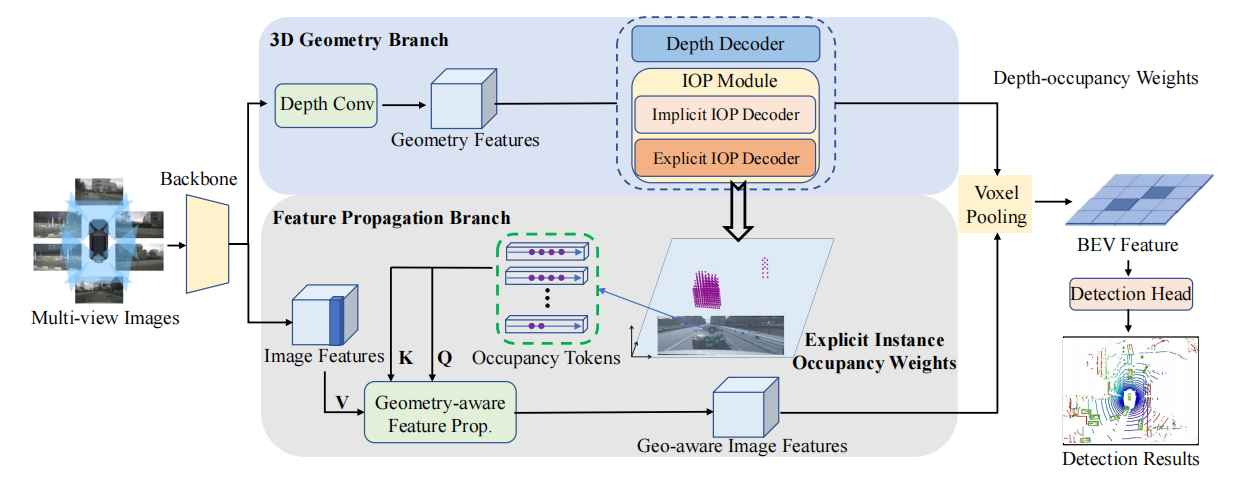 3D Geometry Branch
Depth Decoder
IOP Module
Implicit IOP Decoder
Explicit IOP Decoder
Depth Conv
Geometry Features
Depth-occupancy Weights
Backbone
Multi-view Images
Feature Propagation Branch
Image Features
Occupancy Tokens
K
Q
V
Explicit Instance
Occupancy Weights
Geometry-aware
Feature Prop.
Geo-aware Image Features
Voxel
Pooling
BEV Feature
Detection Head
Detection Results